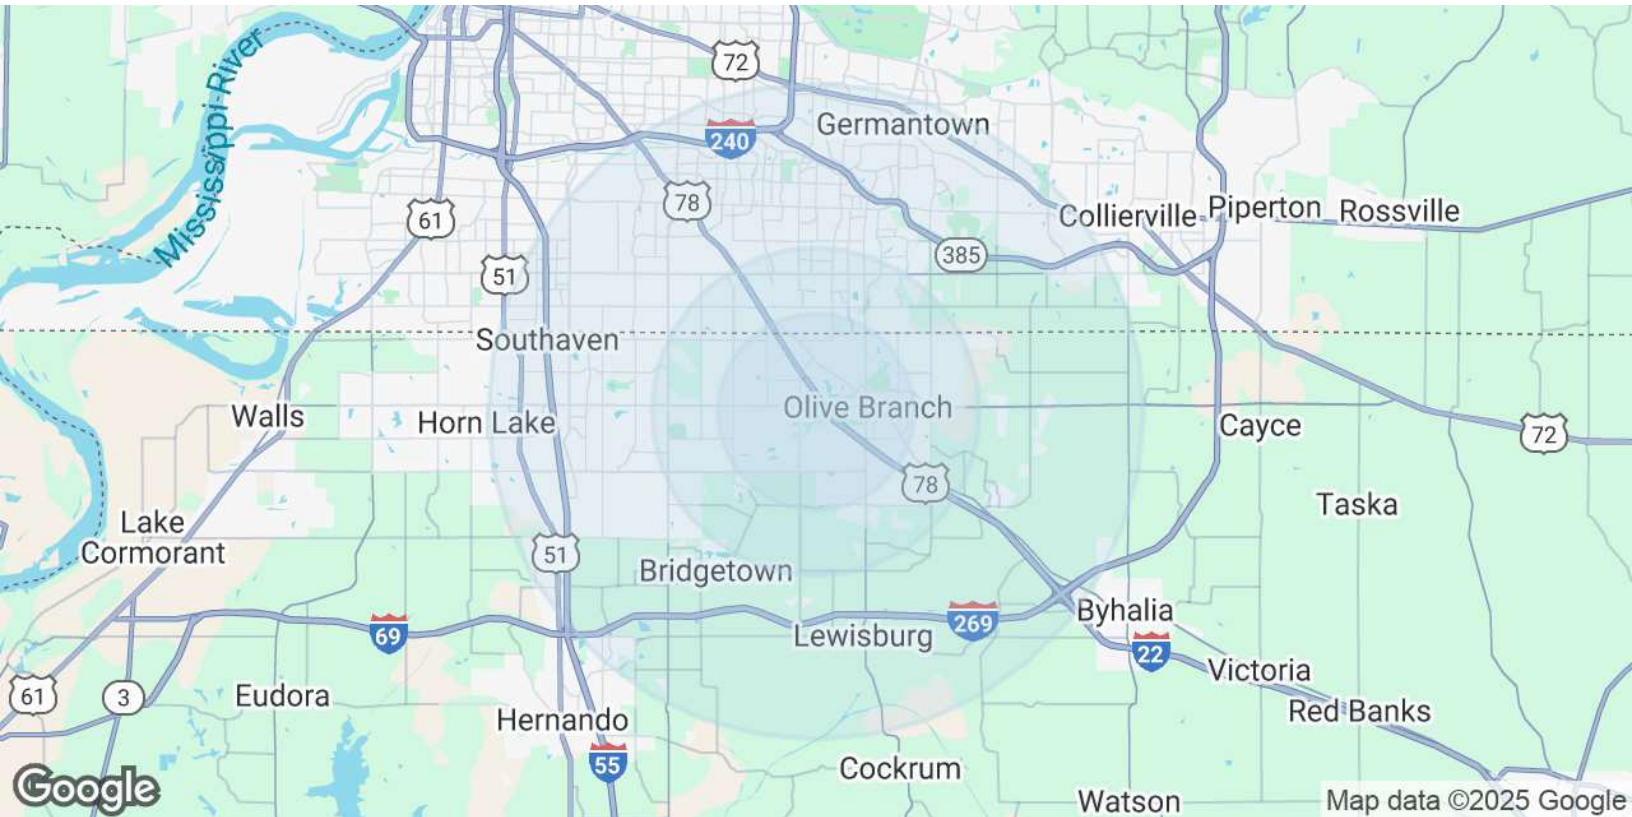 Mississippi River
72
240
Germantown
78
61
Collierville
Piperton
Rossville
385
51
Southaven
Walls
Horn Lake
Olive Branch
Cayce
72
78
Taska
Lake
Cormorant
51
Bridgetown
Byhalia
269
69
Lewisburg
22
Victoria
61
3
Eudora
Hernando
Red Banks
55
Cockrum
Watson
Google
Map data ©2025 Google